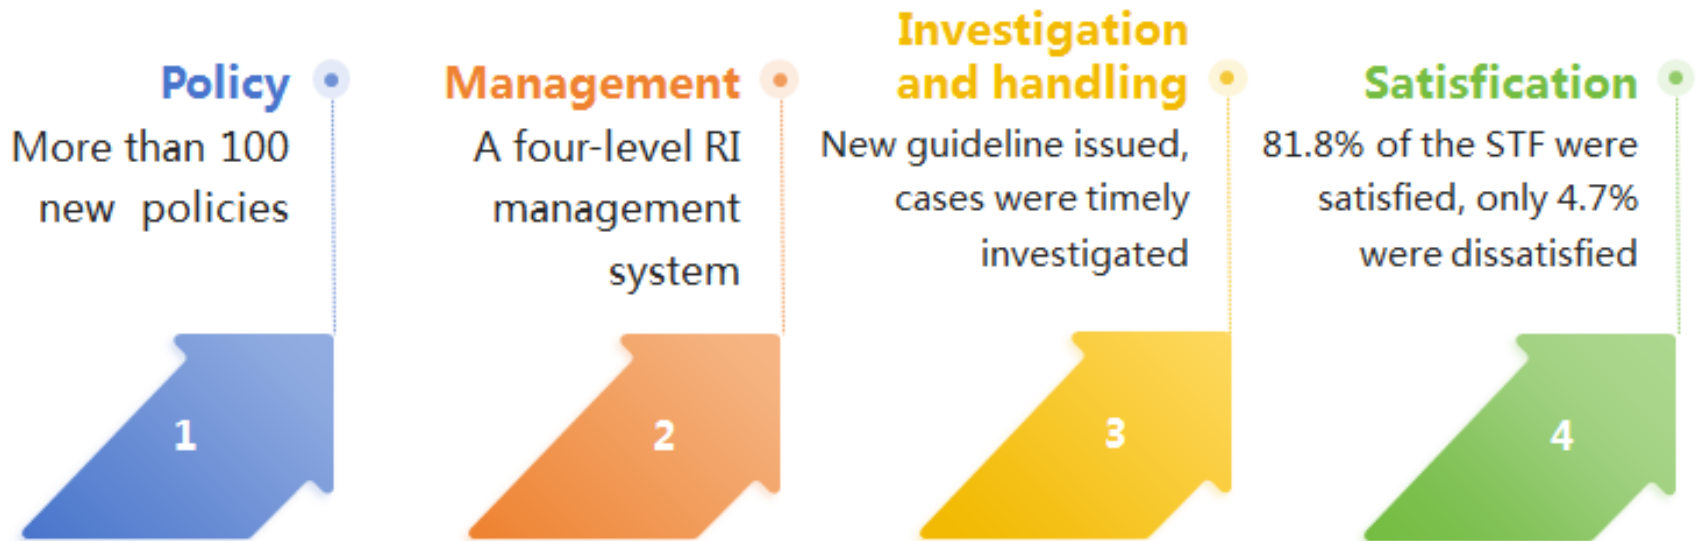 Policy
More than 100
new policies
1
Management
A four-level RI
management
system
2
Investigation
and handling
New guideline issued,
cases were timely
investigated
3
Satisfication
81.8% of the STF were
satisfied, only 4.7%
were dissatisfied
4